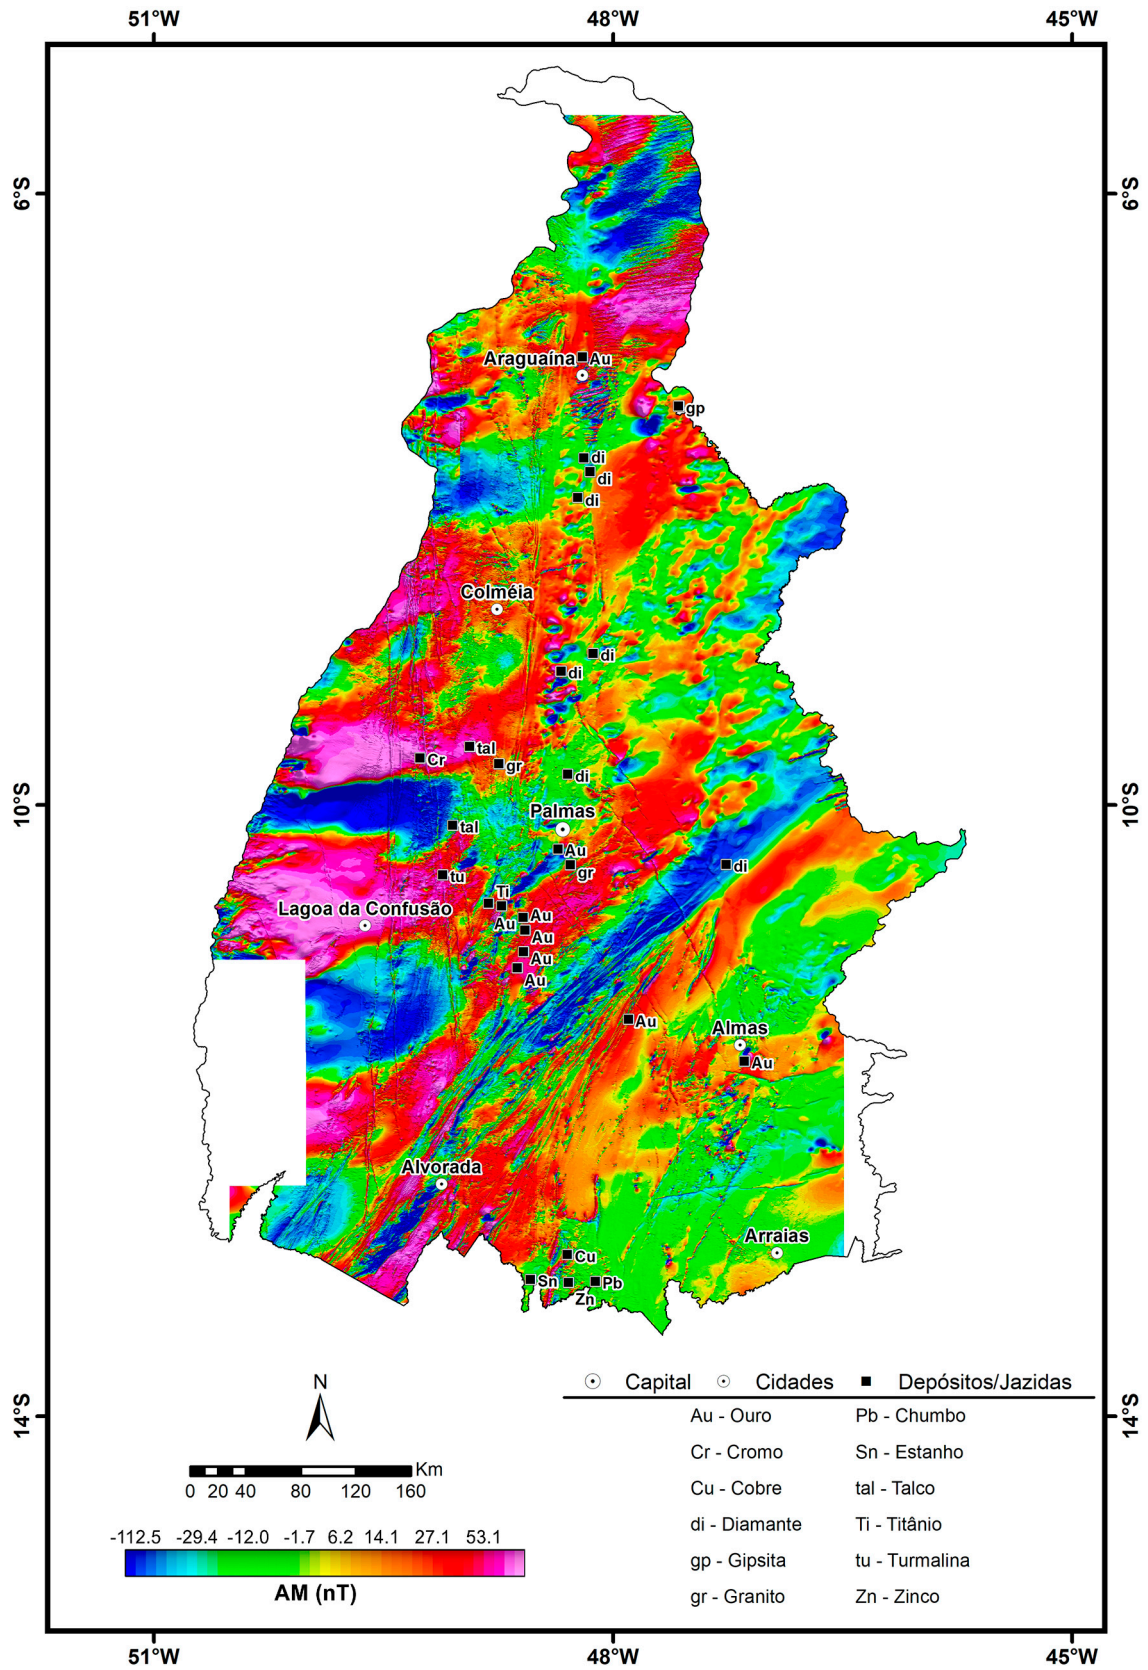 51°W 48°W 45°W
6°S 6°S
Araguaína Au
gp
di
di
di
Colméia
di
di
tal
Cr gr
di
10°S 10°S
Palmas
tal
Au
di
gr
tu
Ti
Lagoa da Confusão
Au Au
Au
Au
Au
Au Almas
Au
Alvorada
Arraias
Cu
Sn Pb
Zn
N
Capital Cidades Depósitos/Jazidas
14°S 14°S
Au - Ouro Pb - Chumbo
Cr - Cromo Sn - Estanho
Km
0 20 40 80 120 160
Cu - Cobre tal - Talco
di - Diamante Ti - Titânio
-112.5 -29.4 -12.0 -1.7 6.2 14.1 27.1 53.1
gp - Gipsita tu - Turmalina
AM (nT)
gr - Granito Zn - Zinco
51°W 48°W 45°W